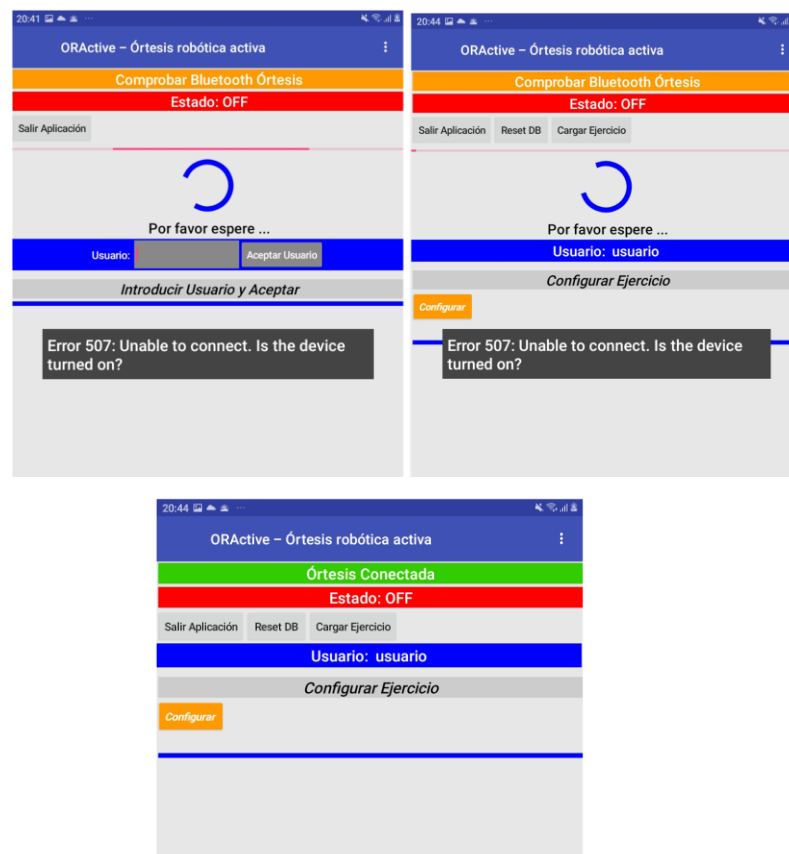 20:41
ORActive – Órtesis robótica activa
Comprobar Bluetooth Órtesis
Estado: OFF
Salir Aplicación
Por favor espere ...
Usuario: Aceptar Usuario
Introducir Usuario y Aceptar
Error 507: Unable to connect. Is the device
turned on?
20:44
ORActive – Órtesis robótica activa
Comprobar Bluetooth Órtesis
Estado: OFF
Salir Aplicación Reset DB Cargar Ejercicio
Por favor espere ...
Usuario: usuario
Configurar Ejercicio
Configurar
Error 507: Unable to connect. Is the device
turned on?
20:44
ORActive – Órtesis robótica activa
Órtesis Conectada
Estado: OFF
Salir Aplicación Reset DB Cargar Ejercicio
Usuario: usuario
Configurar Ejercicio
Configurar